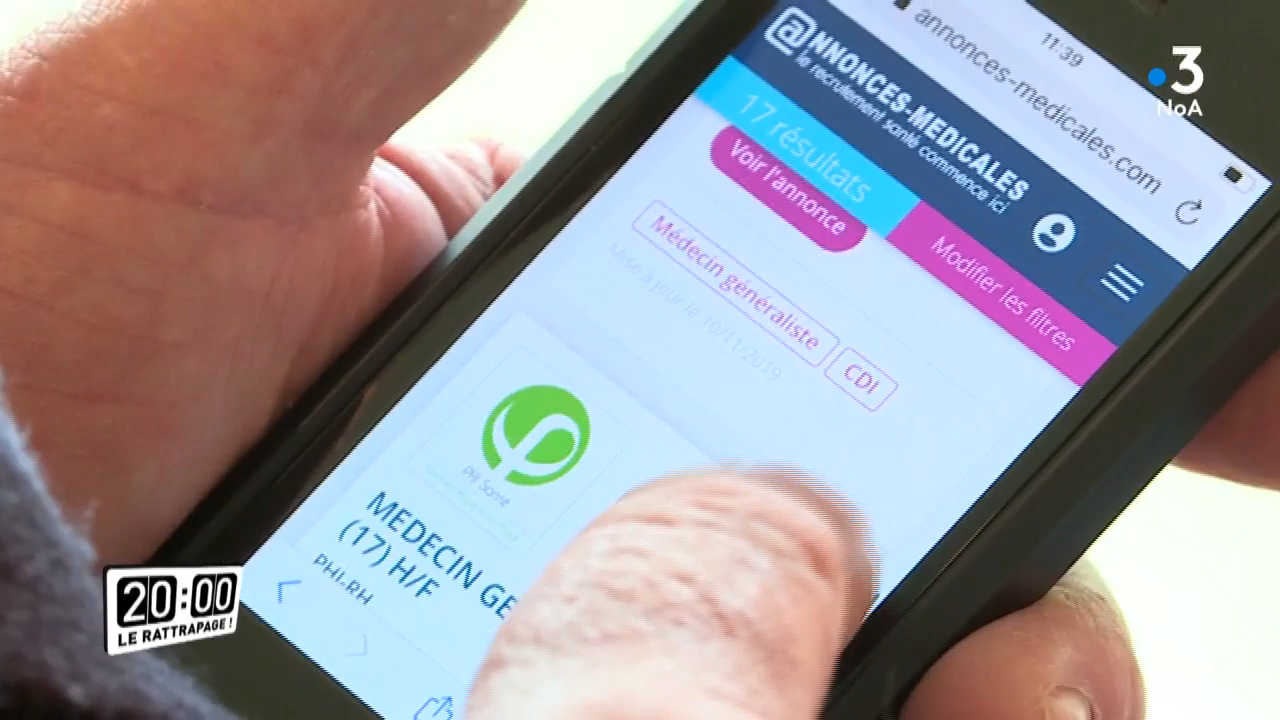 11:39
annonces-medicales.com
@NNONCES-MEDICALES
le recrutement santé commence ici
17 résultats
Modifier les filtres
Voir l'annonce
Médecin généraliste
CDI
Mise à jour le 10/11/2019
PHI Santé
MEDECIN GE
(17) H/F
PHI-RH
3
NoA
20:00
LE RATTRAPAGE !